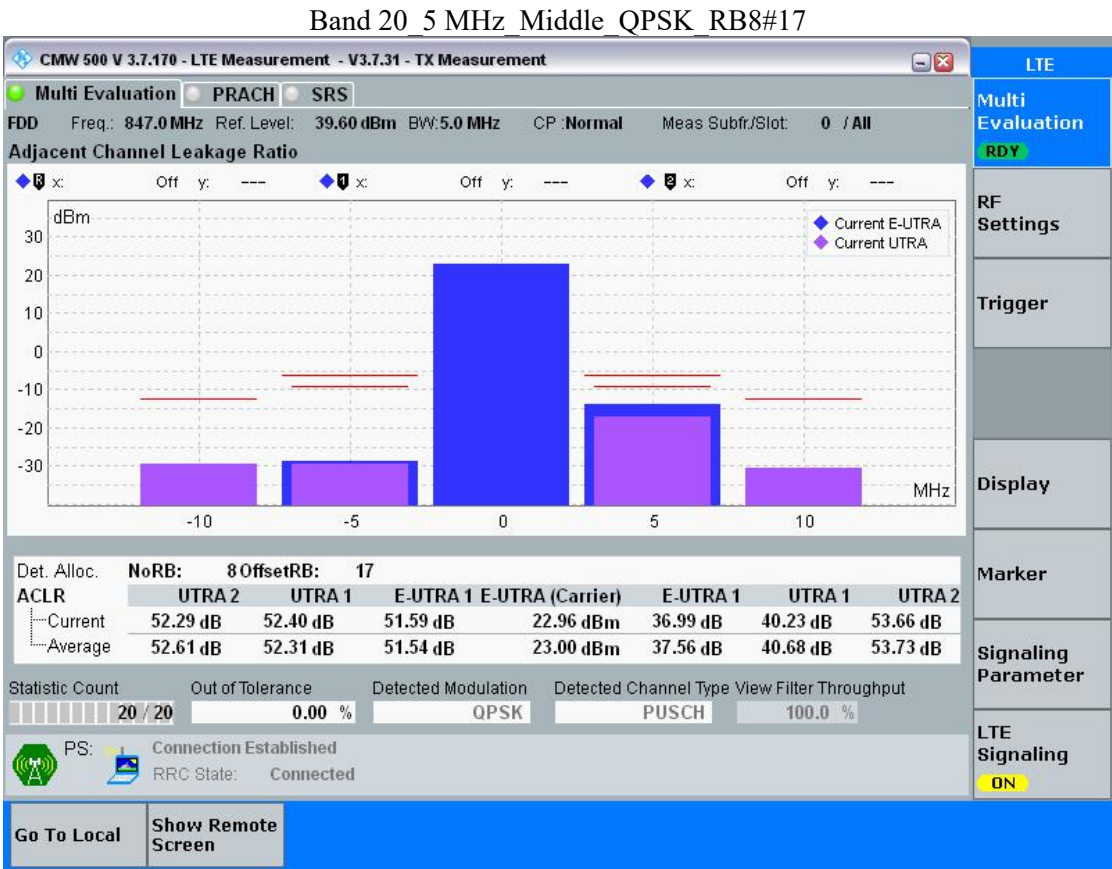 Band 20_5 MHz_Middle_QPSK_RB8#17
CMW 500 V 3.7.170 - LTE Measurement - V3.7.31 - TX Measurement
LTE
Multi Evaluation PRACH SRS
Multi Evaluation
RDY
FDD Freq.: 847.0 MHz Ref. Level: 39.60 dBm BW:5.0 MHz CP :Normal Meas Subfr./Slot: 0 / All
Adjacent Channel Leakage Ratio
R x: Off y: --- 1 x: Off y: --- 2 x: Off y: ---
dBm
Current E-UTRA
Current UTRA
30
20
10
0
-10
-20
-30
MHz
-10 -5 0 5 10
RF Settings
Trigger
Display
Marker
Signaling Parameter
LTE Signaling
ON
Det. Alloc. NoRB: 8 OffsetRB: 17
ACLR UTRA 2 UTRA 1 E-UTRA 1 E-UTRA (Carrier) E-UTRA 1 UTRA 1 UTRA 2
Current 52.29 dB 52.40 dB 51.59 dB 22.96 dBm 36.99 dB 40.23 dB 53.66 dB
Average 52.61 dB 52.31 dB 51.54 dB 23.00 dBm 37.56 dB 40.68 dB 53.73 dB
Statistic Count Out of Tolerance Detected Modulation Detected Channel Type View Filter Throughput
20 / 20 0.00 % QPSK PUSCH 100.0 %
PS: Connection Established
RRC State: Connected
Go To Local Show Remote Screen